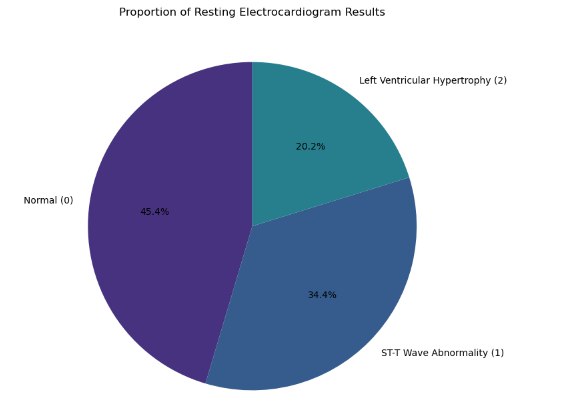 Proportion of Resting Electrocardiogram Results
Left Ventricular Hypertrophy (2)
20.2%
Normal (0)
45.4%
34.4%
ST-T Wave Abnormality (1)